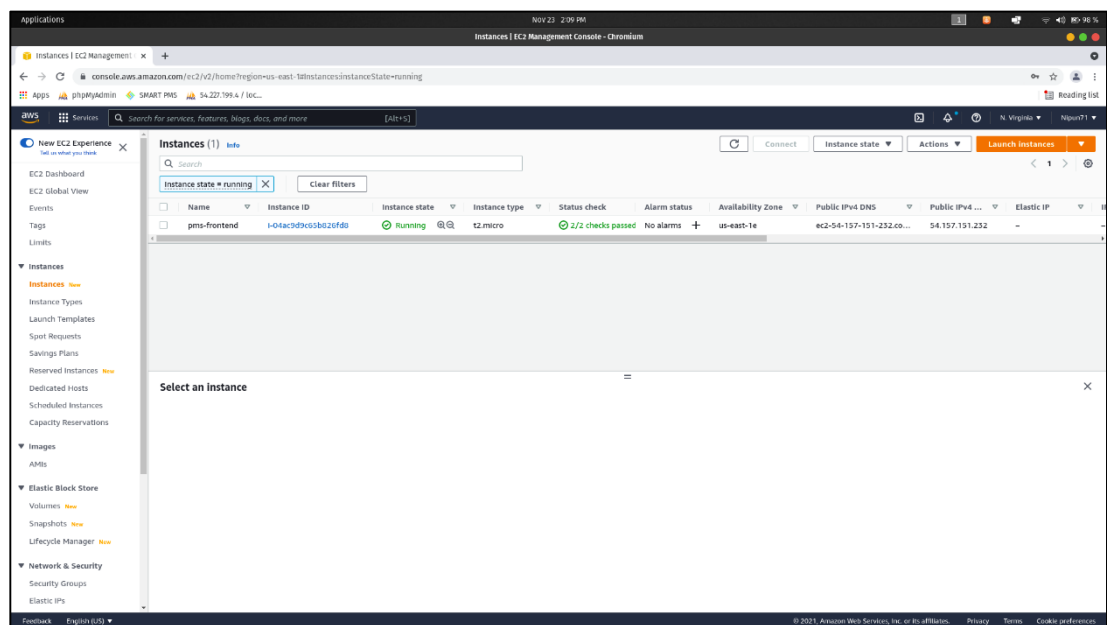 Applications
NOV 23 2:09 PM
1
98 %
Instances | EC2 Management Console - Chromium
Instances | EC2 Management
console.aws.amazon.com/ec2/v2/home?region=us-east-1#Instances:instanceState=running
Apps phpMyAdmin SMART PMS 54.227.199.4 / loc...
Reading list
aws Services Search for services, features, blogs, docs, and more [Alt+S]
N. Virginia ▼ Nipun71 ▼
New EC2 Experience
Tell us what you think
EC2 Dashboard
EC2 Global View
Events
Tags
Limits
Instances
Instances New
Instance Types
Launch Templates
Spot Requests
Savings Plans
Reserved Instances New
Dedicated Hosts
Scheduled Instances
Capacity Reservations
Images
AMIs
Elastic Block Store
Volumes New
Snapshots New
Lifecycle Manager New
Network & Security
Security Groups
Elastic IPs
Instances (1) Info
Connect Instance state ▼ Actions ▼ Launch instances ▼
Search
< 1 >
Instance state = running X Clear filters
Name Instance ID Instance state Instance type Status check Alarm status Availability Zone Public IPv4 DNS Public IPv4 ... Elastic IP
pms-frontend i-04ac9d9c65b826fd8 Running t2.micro 2/2 checks passed No alarms + us-east-1e ec2-54-157-151-232.co... 54.157.151.232 –
Select an instance
Feedback English (US) ▼
© 2021, Amazon Web Services, Inc. or its affiliates. Privacy Terms Cookie preferences